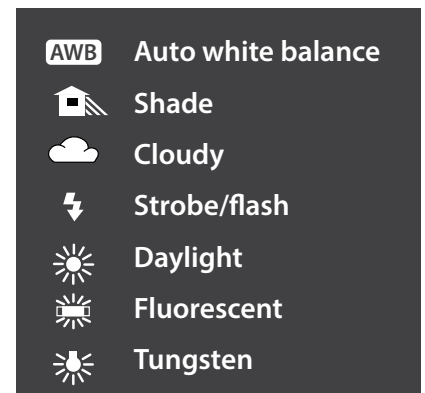 AWB Auto white balance
Shade
Cloudy
Strobe/flash
Daylight
Fluorescent
Tungsten